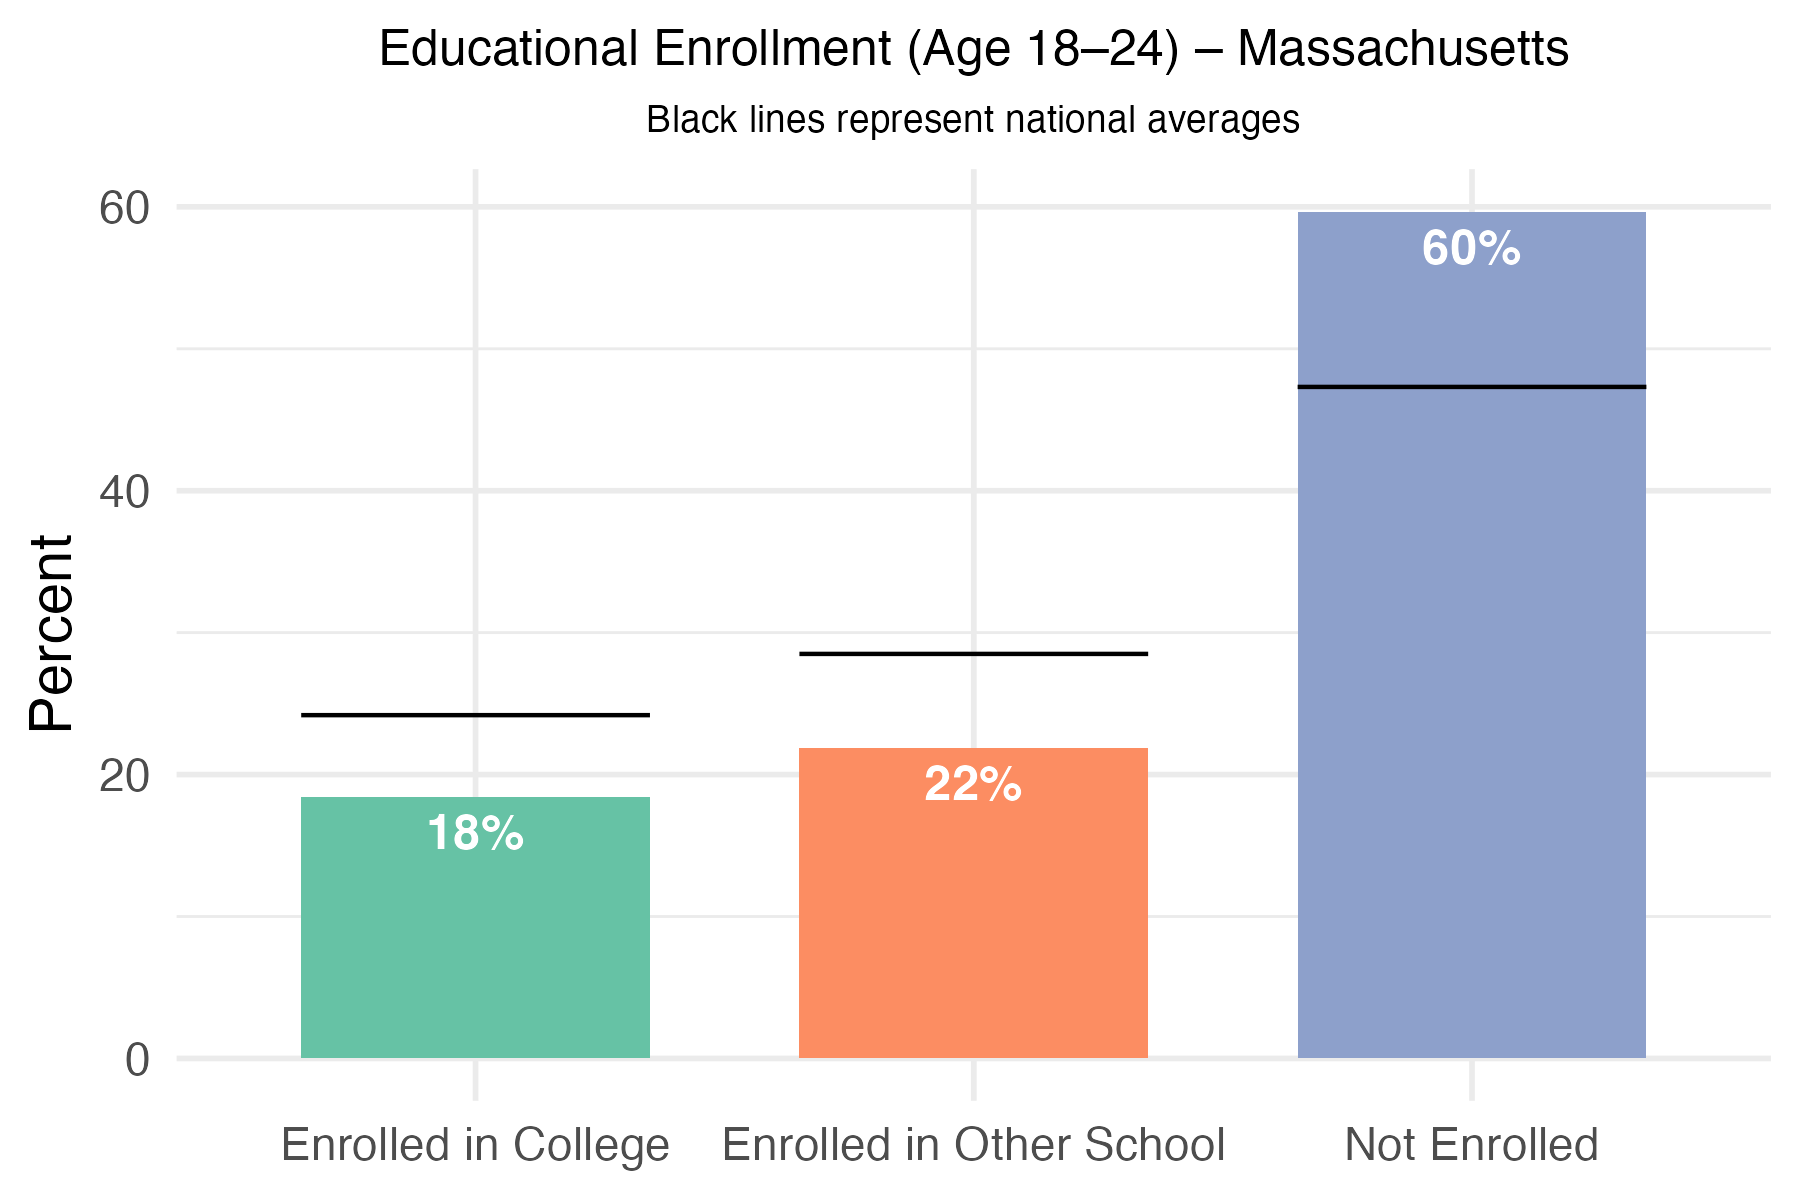 Educational Enrollment (Age 18–24) – Massachusetts
Black lines represent national averages
Percent
60
40
20
0
18%
22%
60%
Enrolled in College
Enrolled in Other School
Not Enrolled